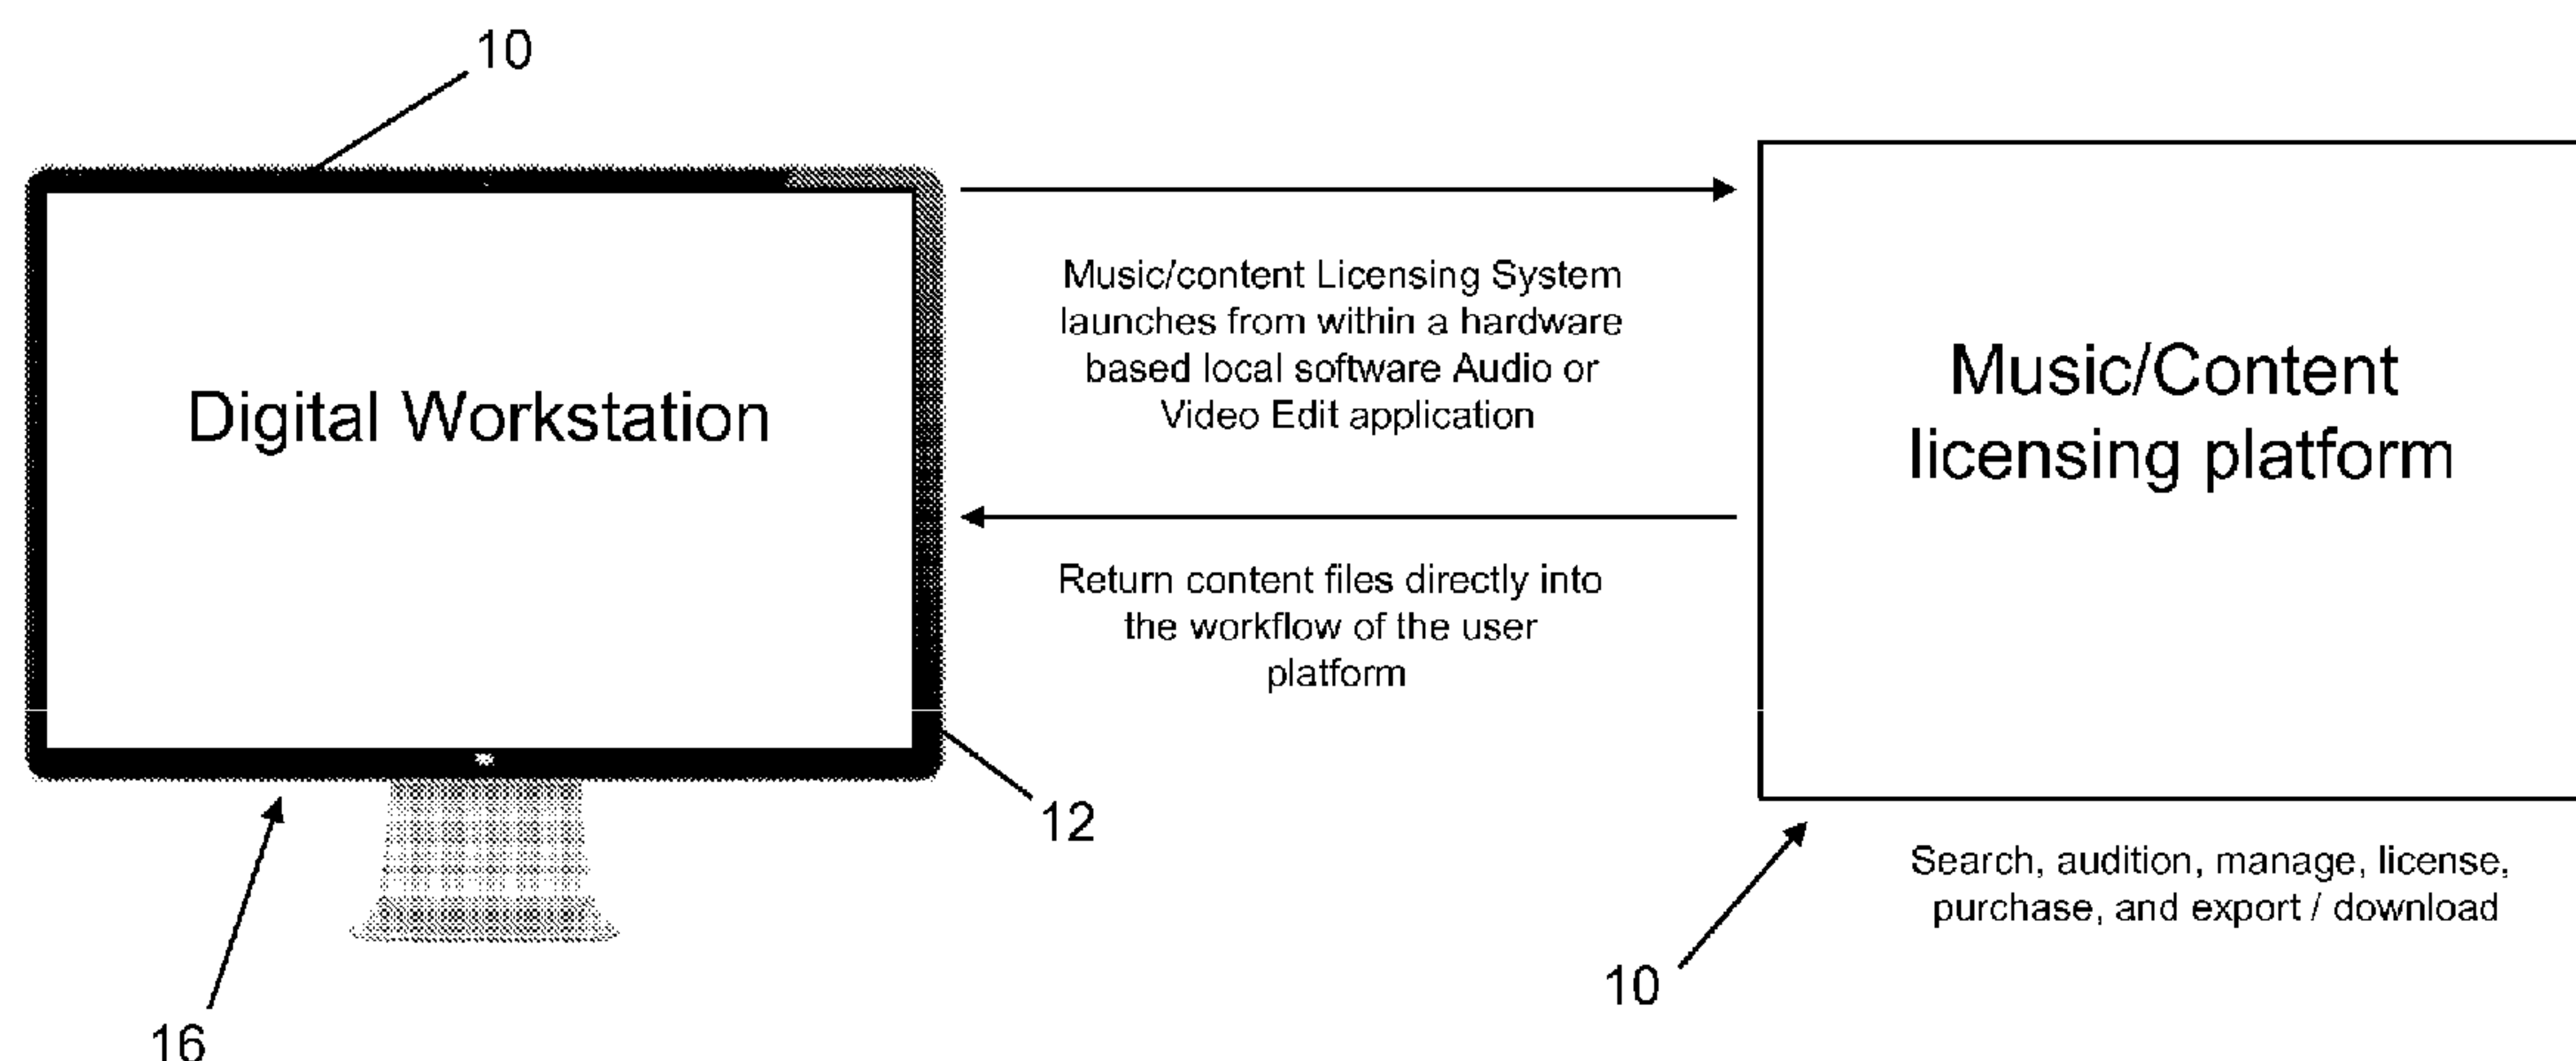 10
Digital Workstation
Music/content Licensing System
launches from within a hardware
based local software Audio or
Video Edit application
Return content files directly into
the workflow of the user
platform
12
16
Music/Content
licensing platform
Search, audition, manage, license,
purchase, and export / download
10